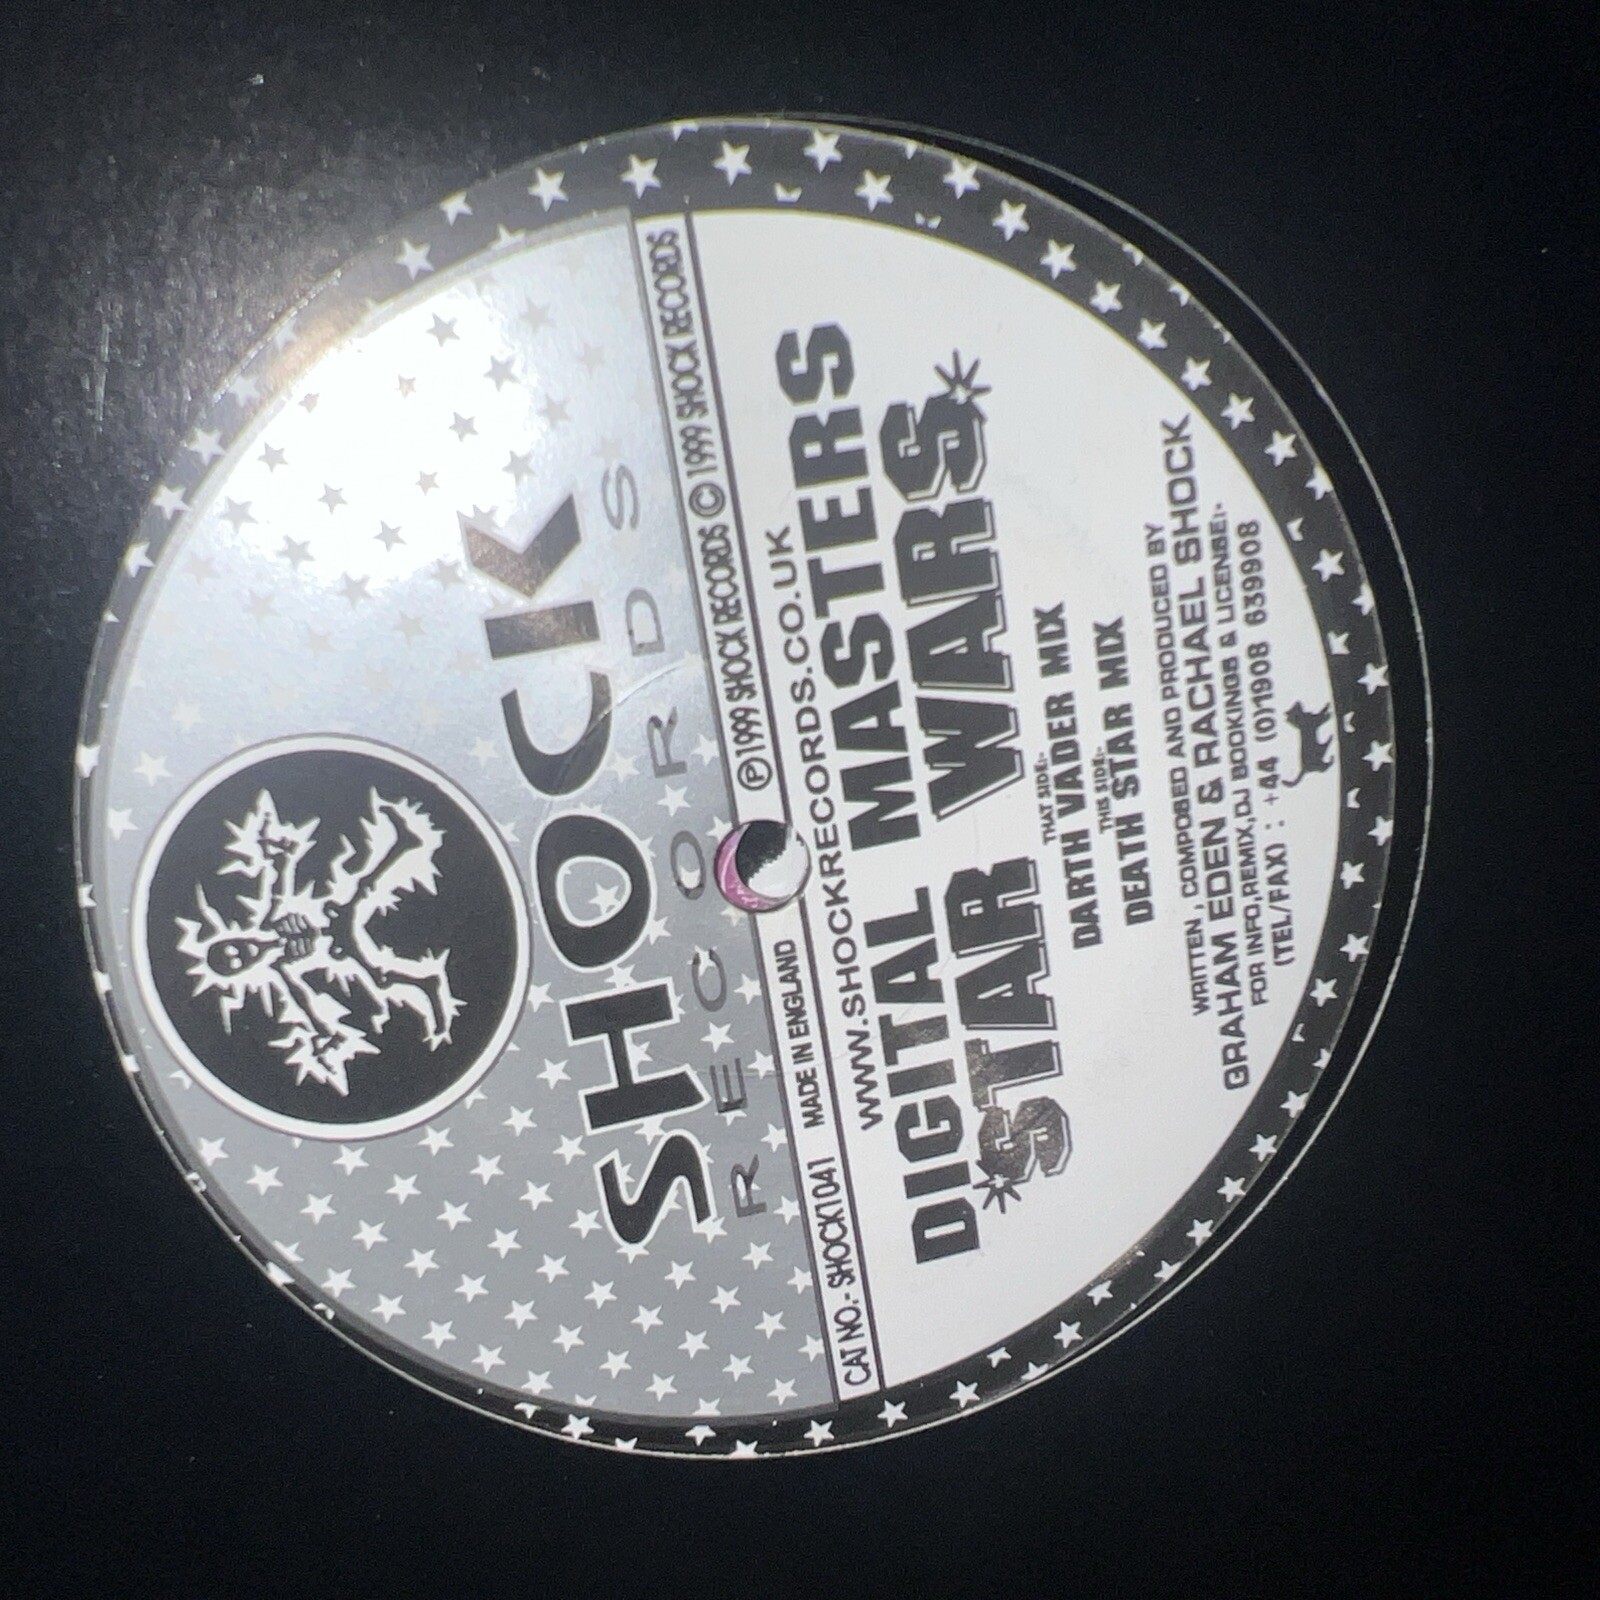 SHOCK
RECORDS
CAT NO.- SHOCK1041 MADE IN ENGLAND ℗ 1999 SHOCK RECORDS © 1999 SHOCK RECORDS
WWW.SHOCKRECORDS.CO.UK
DIGITAL MASTERS
STAR WARS
THAT SIDE:-
DARTH VADER MIX
THIS SIDE:-
DEATH STAR MIX
WRITTEN, COMPOSED AND PRODUCED BY
GRAHAM EDEN & RACHAEL SHOCK
FOR INFO,REMIX,DJ BOOKINGS & LICENSE:-
(TEL/FAX) : +44 (0)1908 639908